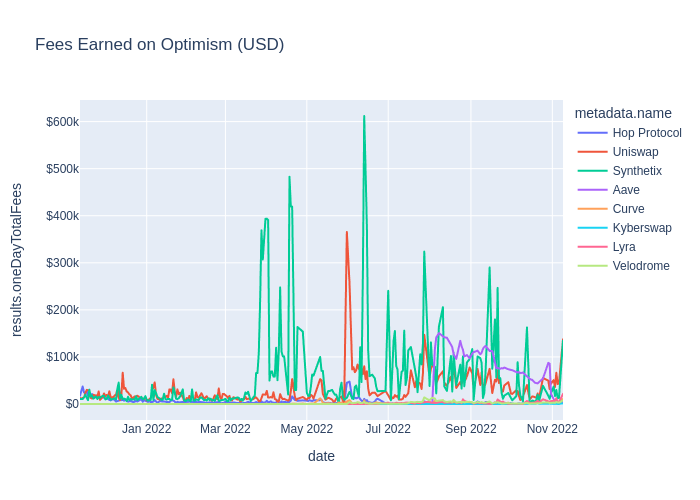 Fees Earned on Optimism (USD)
metadata.name
Hop Protocol
Uniswap
Synthetix
Aave
Curve
Kyberswap
Lyra
Velodrome
results.oneDayTotalFees
$600k
$500k
$400k
$300k
$200k
$100k
$0
Jan 2022 Mar 2022 May 2022 Jul 2022 Sep 2022 Nov 2022
date